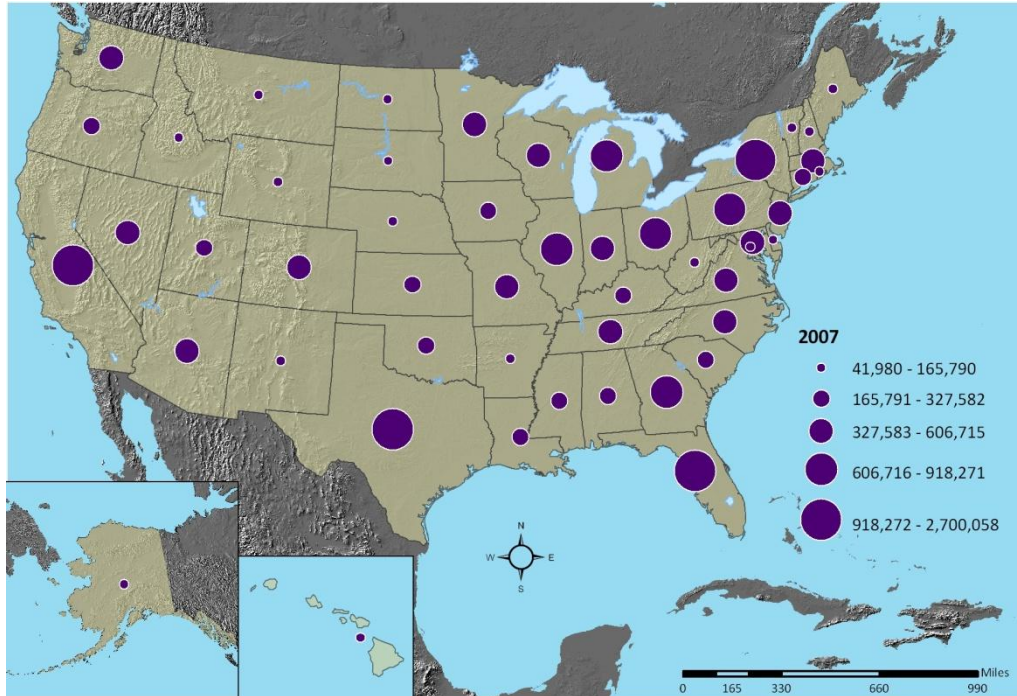 2007
41,980 - 165,790
165,791 - 327,582
327,583 - 606,715
606,716 - 918,271
918,272 - 2,700,058
N
W E
S
Miles
0 165 330 660 990